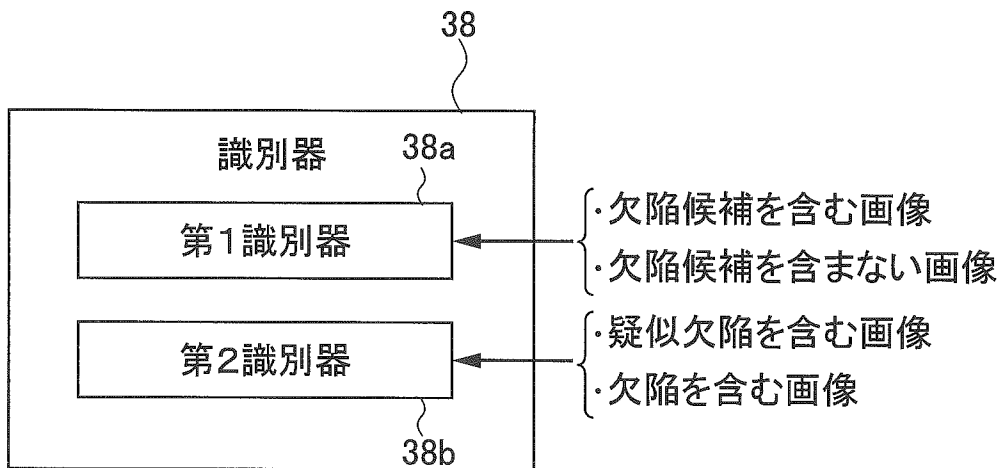 38
識別器
38a
第1識別器
・欠陥候補を含む画像
・欠陥候補を含まない画像
第2識別器
・疑似欠陥を含む画像
・欠陥を含む画像
38b